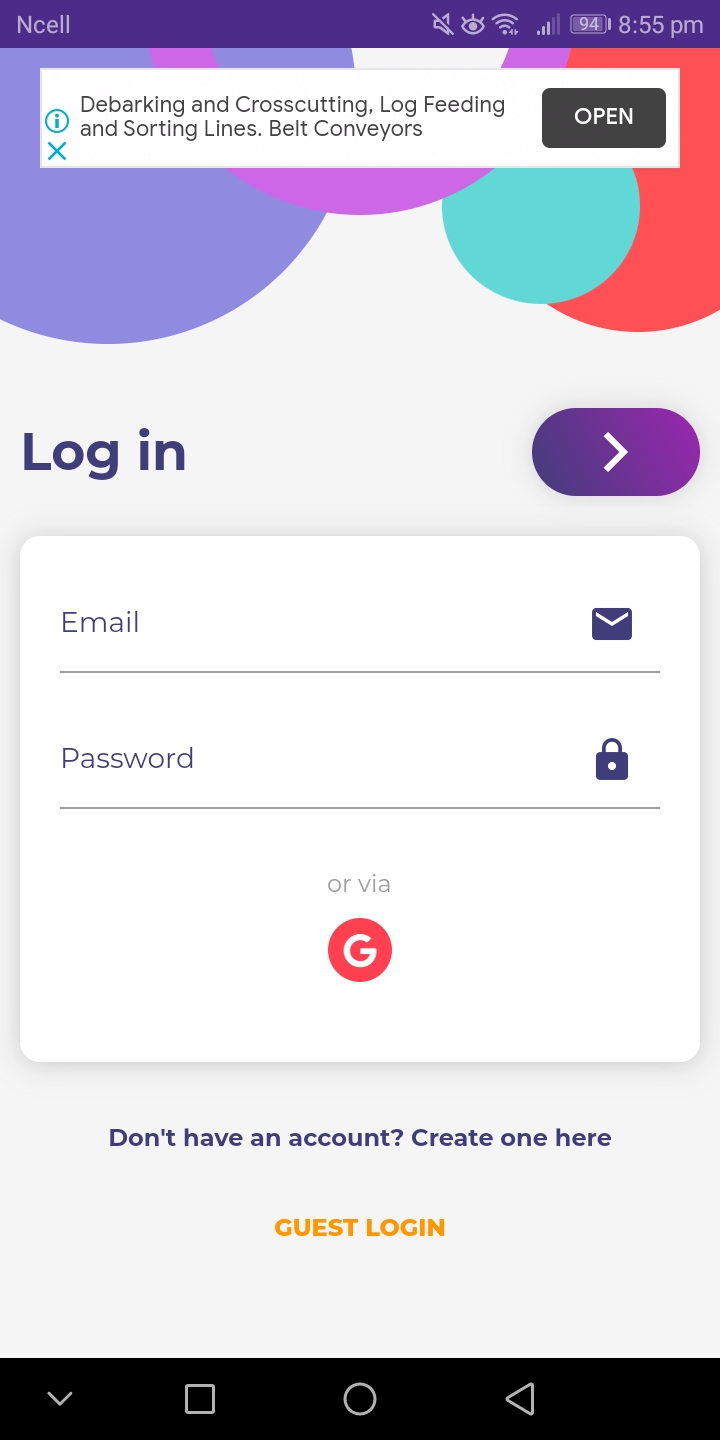 Ncell
94
8:55 pm
Debarking and Crosscutting, Log Feeding
and Sorting Lines. Belt Conveyors
OPEN
Log in
Email
Password
or via
G
Don't have an account? Create one here
GUEST LOGIN